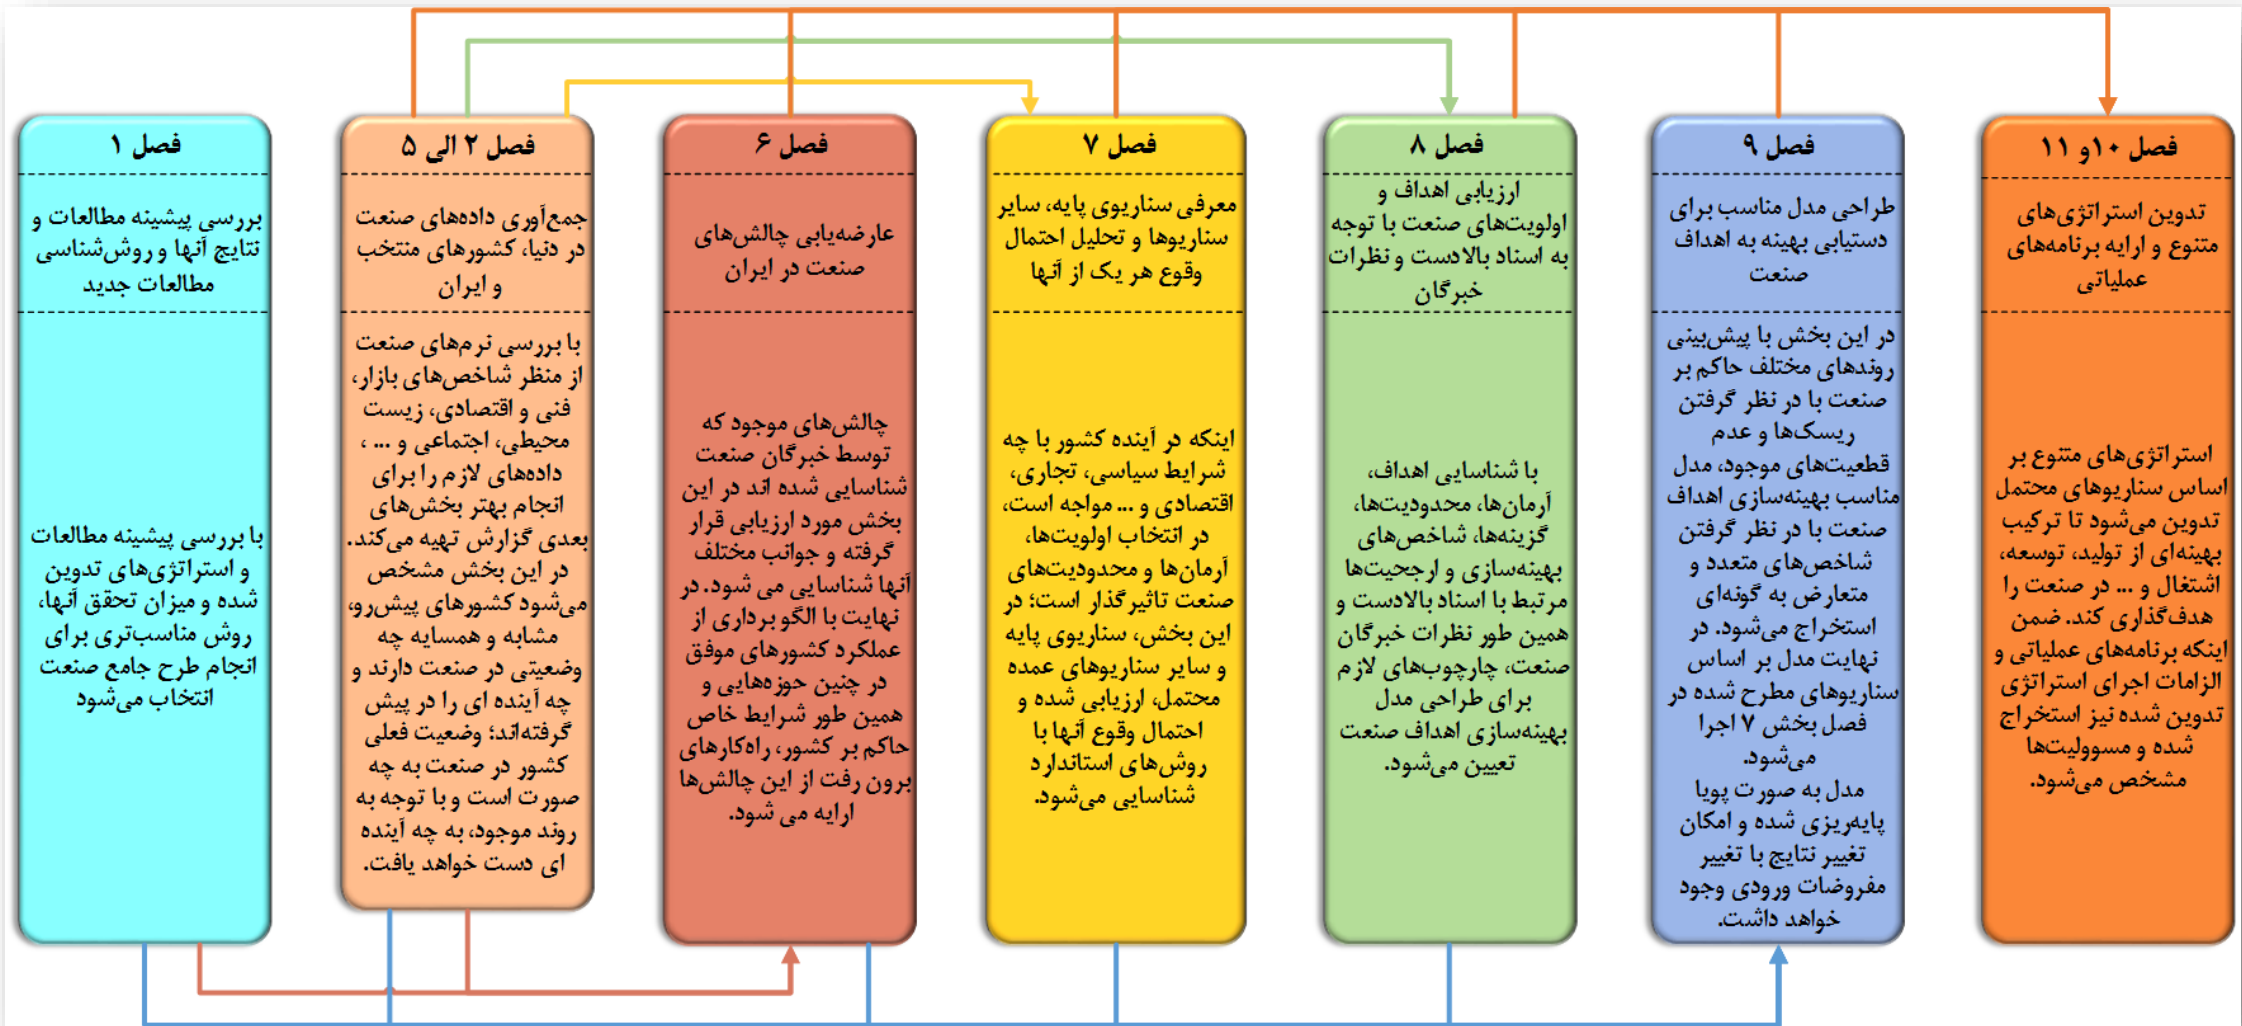 فصل ۱
بررسی پیشینه مطالعات و
نتایج آنها و روش‌شناسی
مطالعات جدید
با بررسی پیشینه مطالعات
و استراتژی‌های تدوین
شده و میزان تحقق آنها،
روش مناسب‌تری برای
انجام طرح جامع صنعت
انتخاب می‌شود
فصل ۲ الی ۵
جمع‌آوری داده‌های صنعت
در دنیا، کشورهای منتخب
و ایران
با بررسی نرم‌های صنعت
از منظر شاخص‌های بازار،
فنی و اقتصادی، زیست
محیطی، اجتماعی و ... ،
داده‌های لازم را برای
انجام بهتر بخش‌های
بعدی گزارش تهیه می‌کند.
در این بخش مشخص
می‌شود کشورهای پیش‌رو،
مشابه و همسایه چه
وضعیتی در صنعت دارند و
چه آینده ای را در پیش
گرفته‌اند؛ وضعیت فعلی
کشور در صنعت به چه
صورت است و با توجه به
روند موجود، به چه آینده
ای دست خواهد یافت.
فصل ۶
عارضه‌یابی چالش‌های
صنعت در ایران
چالش‌های موجود که
توسط خبرگان صنعت
شناسایی شده اند در این
بخش مورد ارزیابی قرار
گرفته و جوانب مختلف
آنها شناسایی می شود. در
نهایت با الگو برداری از
عملکرد کشورهای موفق
در چنین حوزه‌هایی و
همین طور شرایط خاص
حاکم بر کشور، راه‌کارهای
برون رفت از این چالش‌ها
ارایه می شود.
فصل ۷
معرفی سناریوی پایه، سایر
سناریوها و تحلیل احتمال
وقوع هر یک از آنها
اینکه در آینده کشور با چه
شرایط سیاسی، تجاری،
اقتصادی و ... مواجه است،
در انتخاب اولویت‌ها،
آرمان‌ها و محدودیت‌های
صنعت تاثیرگذار است؛ در
این بخش، سناریوی پایه
و سایر سناریوهای عمده
محتمل، ارزیابی شده و
احتمال وقوع آنها با
روش‌های استاندارد
شناسایی می‌شود.
فصل ۸
ارزیابی اهداف و
اولویت‌های صنعت با توجه
به اسناد بالادست و نظرات
خبرگان
با شناسایی اهداف،
آرمان‌ها، محدودیت‌ها،
گزینه‌ها، شاخص‌های
بهینه‌سازی و ارجحیت‌ها
مرتبط با اسناد بالادست و
همین طور نظرات خبرگان
صنعت، چارچوب‌های لازم
برای طراحی مدل
بهینه‌سازی اهداف صنعت
تعیین می‌شود.
فصل ۹
طراحی مدل مناسب برای
دستیابی بهینه به اهداف
صنعت
در این بخش با پیش‌بینی
روندهای مختلف حاکم بر
صنعت با در نظر گرفتن
ریسک‌ها و عدم
قطعیت‌های موجود، مدل
مناسب بهینه‌سازی اهداف
صنعت با در نظر گرفتن
شاخص‌های متعدد و
متعارض به گونه‌ای
استخراج می‌شود. در
نهایت مدل بر اساس
سناریوهای مطرح شده در
فصل بخش ۷ اجرا
می‌شود.
مدل به صورت پویا
پایه‌ریزی شده و امکان
تغییر نتایج با تغییر
مفروضات ورودی وجود
خواهد داشت.
فصل ۱۰و ۱۱
تدوین استراتژی‌های
متنوع و ارایه برنامه‌های
عملیاتی
استراتژی‌های متنوع بر
اساس سناریوهای محتمل
تدوین می‌شود تا ترکیب
بهینه‌ای از تولید، توسعه،
اشتغال و ... در صنعت را
هدف‌گذاری کند. ضمن
اینکه برنامه‌های عملیاتی و
الزامات اجرای استراتژی
تدوین شده نیز استخراج
شده و مسوولیت‌ها
مشخص می‌شود.